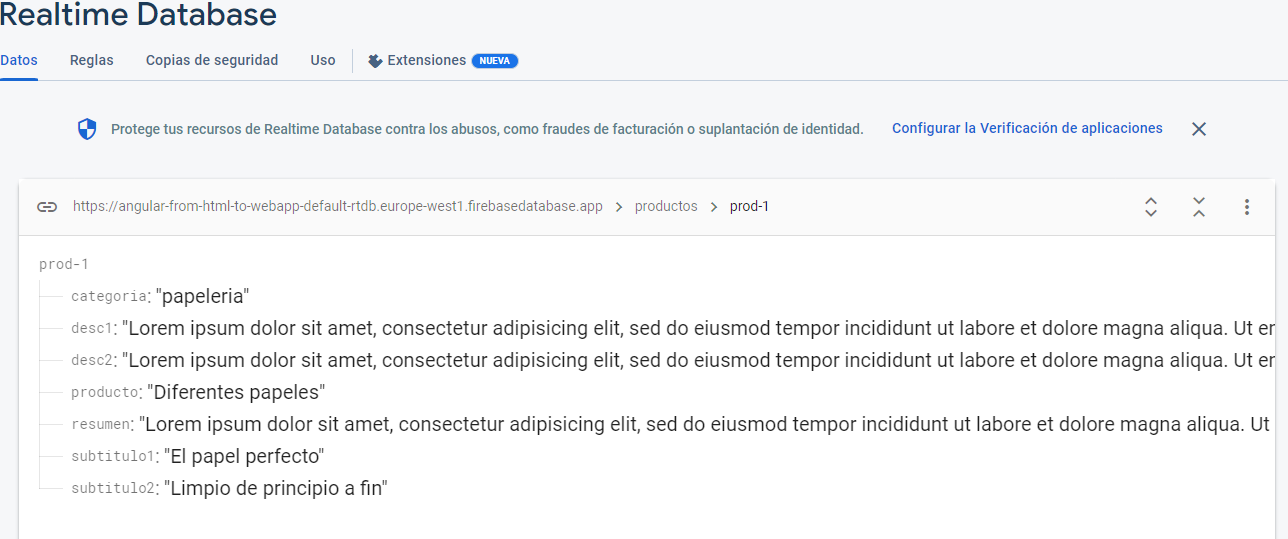 Realtime Database
Datos Reglas Copias de seguridad Uso Extensiones NUEVA
Protege tus recursos de Realtime Database contra los abusos, como fraudes de facturación o suplantación de identidad. Configurar la Verificación de aplicaciones
https://angular-from-html-to-webapp-default-rtdb.europe-west1.firebasedatabase.app > productos > prod-1
prod-1
categoria: "papeleria"
desc1: "Lorem ipsum dolor sit amet, consectetur adipisicing elit, sed do eiusmod tempor incididunt ut labore et dolore magna aliqua. Ut
desc2: "Lorem ipsum dolor sit amet, consectetur adipisicing elit, sed do eiusmod tempor incididunt ut labore et dolore magna aliqua. Ut
producto: "Diferentes papeles"
resumen: "Lorem ipsum dolor sit amet, consectetur adipisicing elit, sed do eiusmod tempor incididunt ut labore et dolore magna aliqua. Ut
subtitulo1: "El papel perfecto"
subtitulo2: "Limpio de principio a fin"